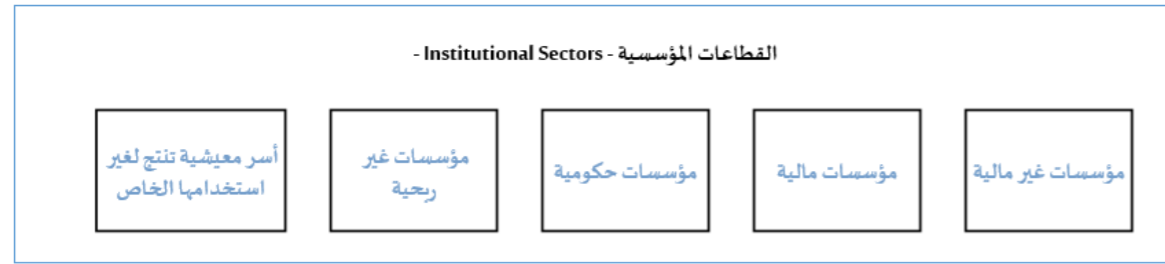 القطاعات المؤسسية - Institutional Sectors -
مؤسسات غير مالية
مؤسسات مالية
مؤسسات حكومية
مؤسسات غير
ربحية
أسر معيشية تنتج لغير
استخدامها الخاص